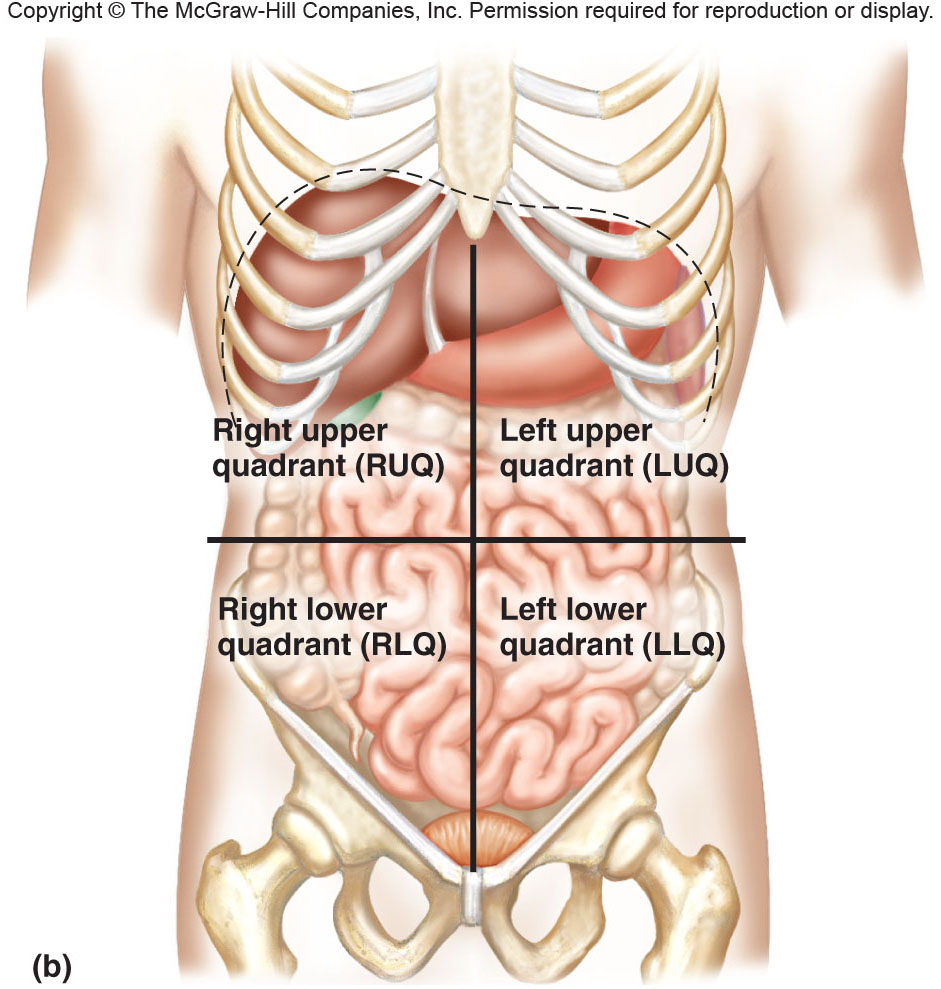 Copyright © The McGraw-Hill Companies, Inc. Permission required for reproduction or display.
Right upper
quadrant (RUQ)
Left upper
quadrant (LUQ)
Right lower
quadrant (RLQ)
Left lower
quadrant (LLQ)
(b)